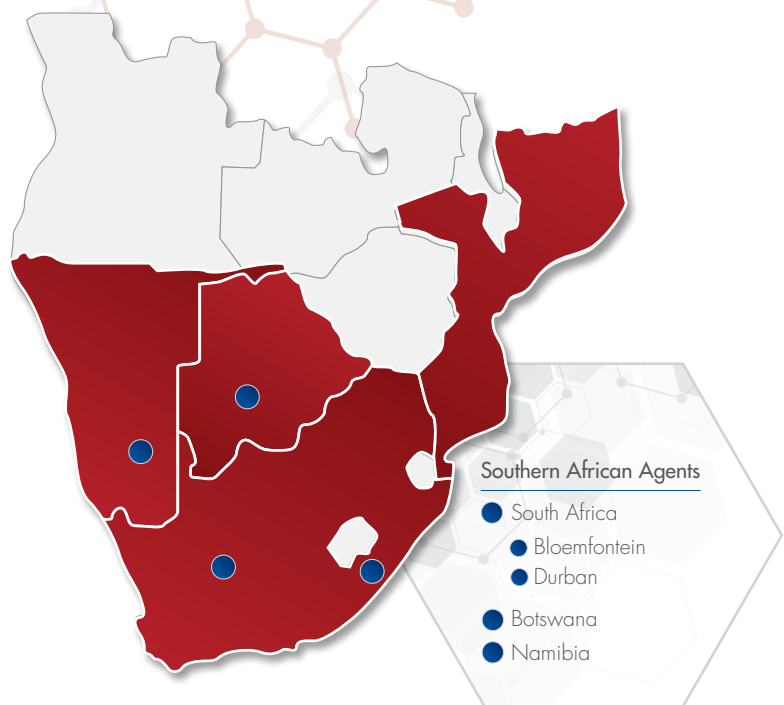 Southern African Agents
South Africa
Bloemfontein
Durban
Botswana
Namibia